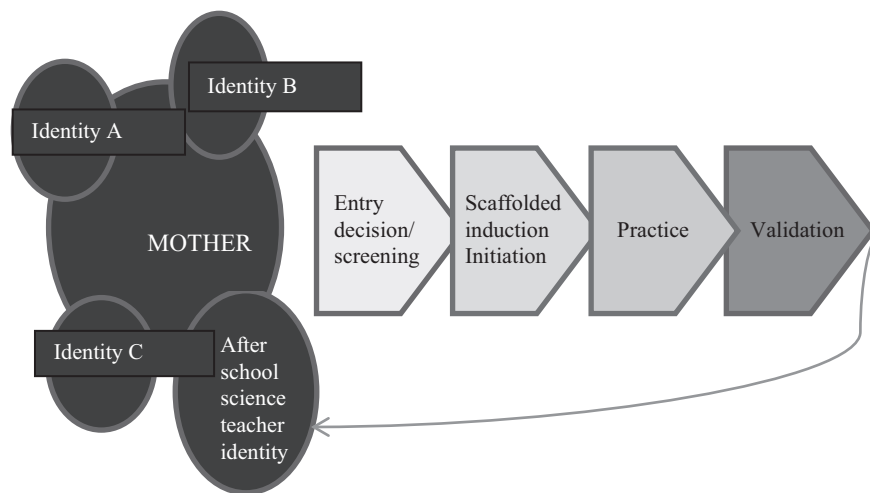 Identity B
Identity A
MOTHER
Identity C
After
school
science
teacher
identity
Entry
decision/
screening
Scaffolded
induction
Initiation
Practice
Validation